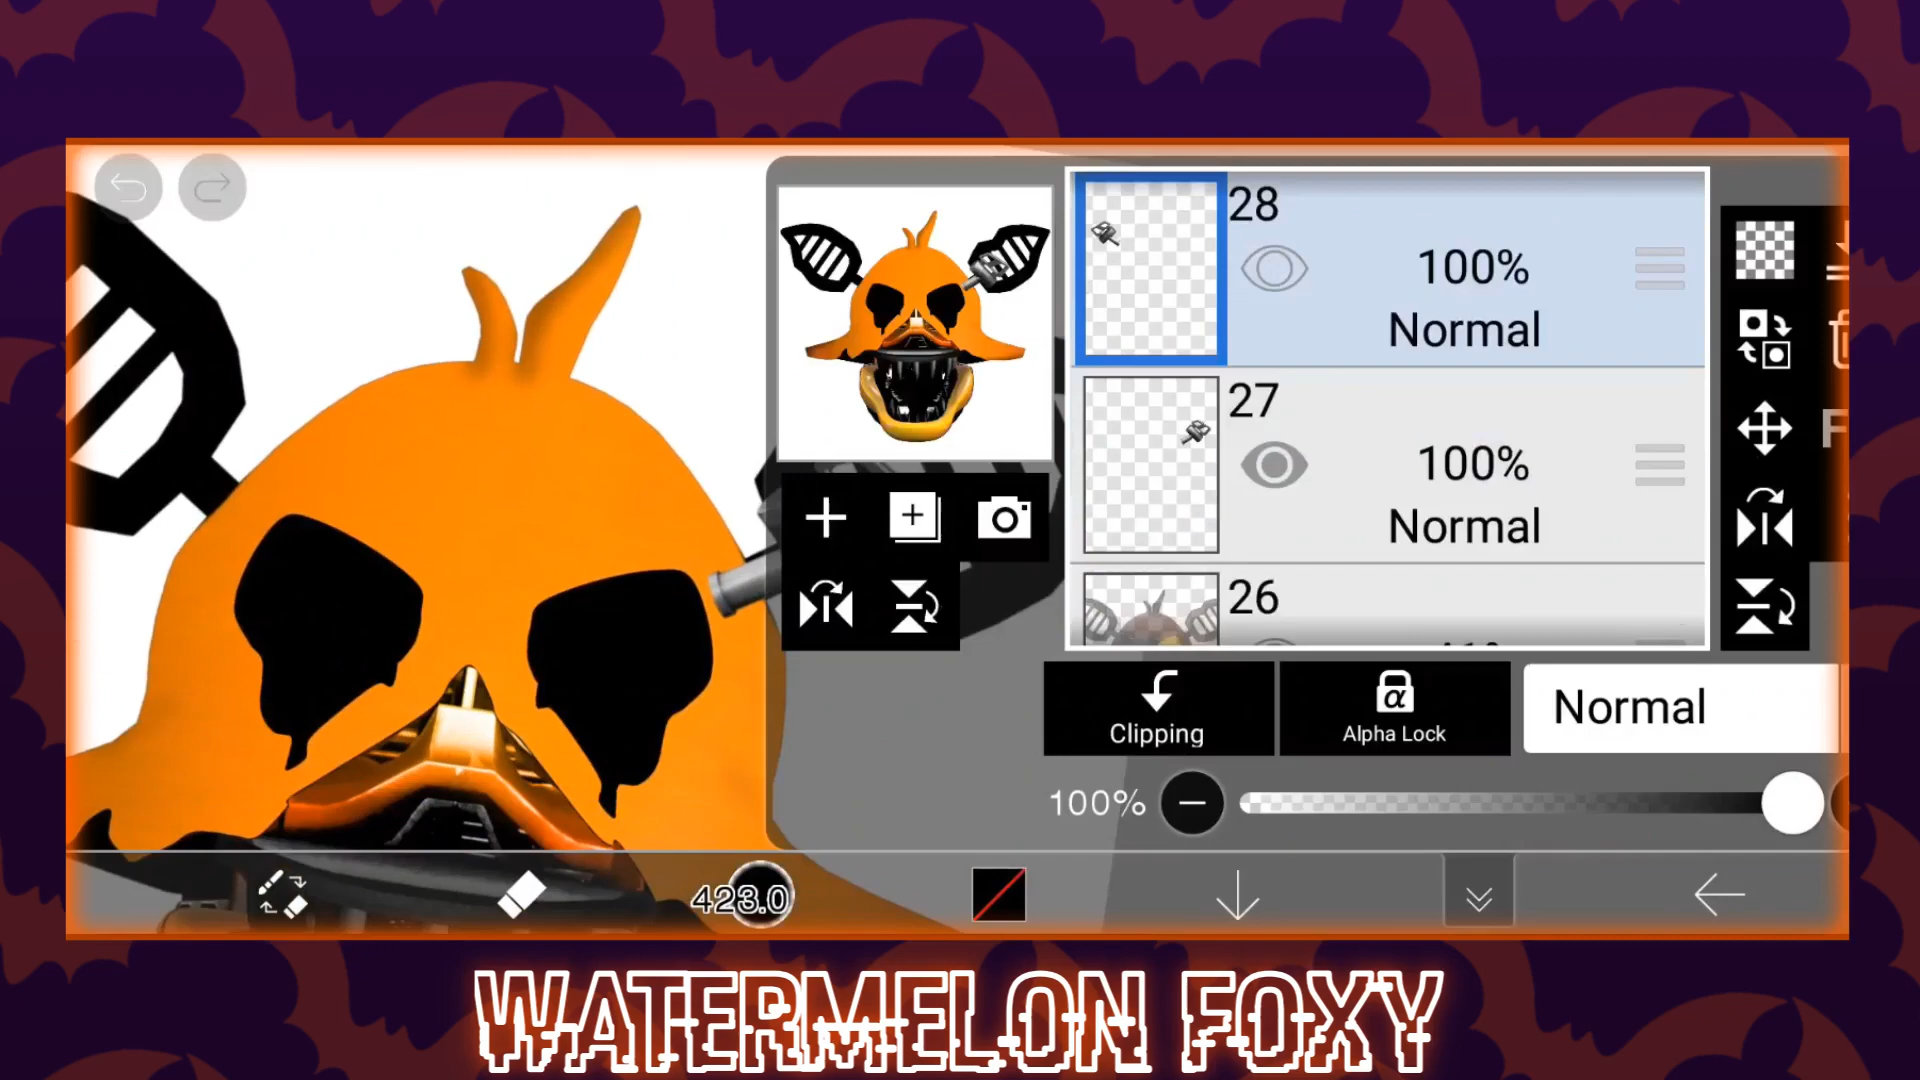 28
100%
Normal
27
100%
Normal
26
Clipping
Alpha Lock
Normal
100%
423.0
WATERMELON FOXY